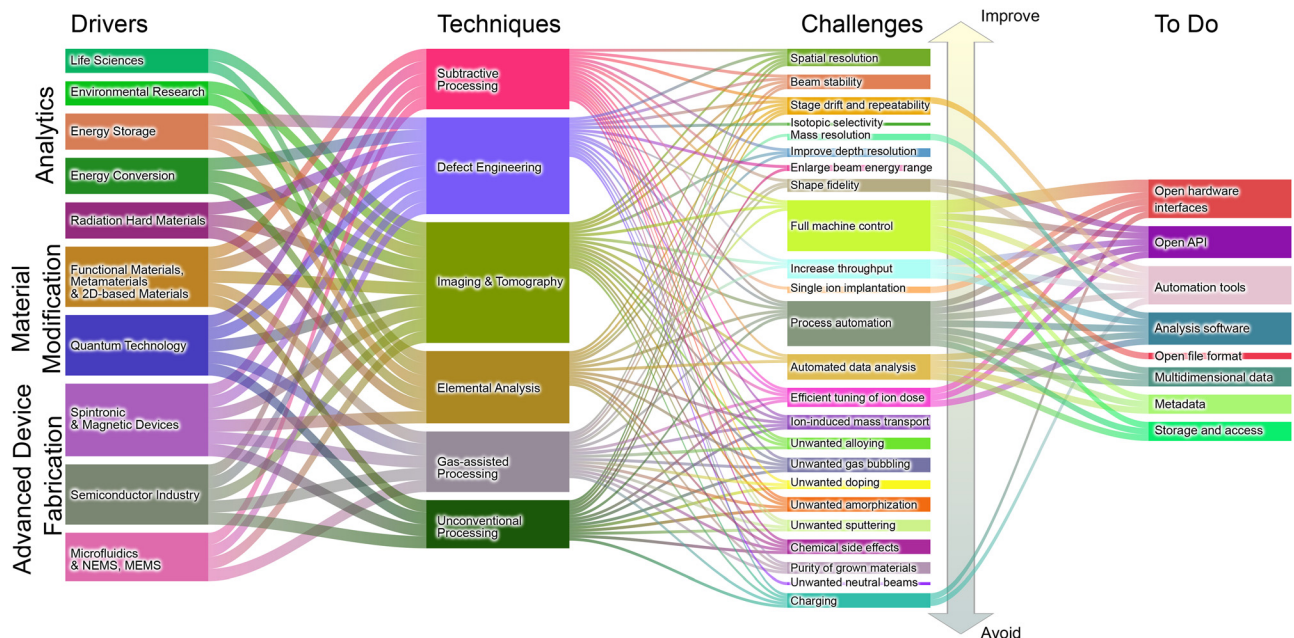 Drivers
Techniques
Challenges
To Do
Improve
Avoid
Analytics
Material
Modification
Advanced Device
Fabrication
Life Sciences
Environmental Research
Energy Storage
Energy Conversion
Radiation Hard Materials
Functional Materials,
Metamaterials
& 2D-based Materials
Quantum Technology
Spintronic
& Magnetic Devices
Semiconductor Industry
Microfluidics
& NEMS, MEMS
Subtractive
Processing
Defect Engineering
Imaging & Tomography
Elemental Analysis
Gas-assisted
Processing
Unconventional
Processing
Spatial resolution
Beam stability
Stage drift and repeatability
Isotopic selectivity
Mass resolution
Improve depth resolution
Enlarge beam energy range
Shape fidelity
Full machine control
Increase throughput
Single ion implantation
Process automation
Automated data analysis
Efficient tuning of ion dose
Ion-induced mass transport
Unwanted alloying
Unwanted gas bubbling
Unwanted doping
Unwanted amorphization
Unwanted sputtering
Chemical side effects
Purity of grown materials
Unwanted neutral beams
Charging
Open hardware
interfaces
Open API
Automation tools
Analysis software
Open file format
Multidimensional data
Metadata
Storage and access